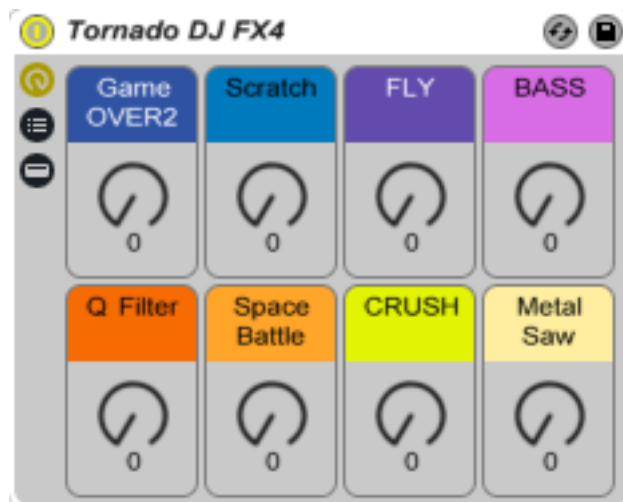 Tornado DJ FX4
Game OVER2
Scratch
FLY
BASS
0
0
0
0
Q Filter
Space Battle
CRUSH
Metal Saw
0
0
0
0